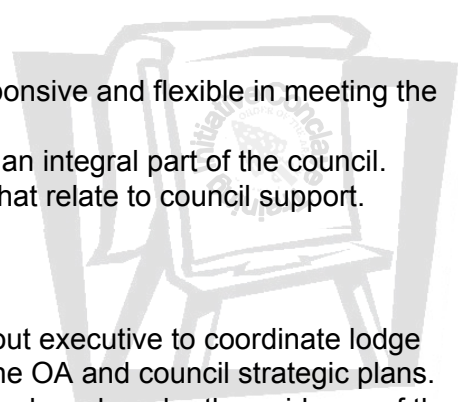 ponsive and flexible in meeting the
an integral part of the council.
hat relate to council support.
out executive to coordinate lodge
ne OA and council strategic plans.